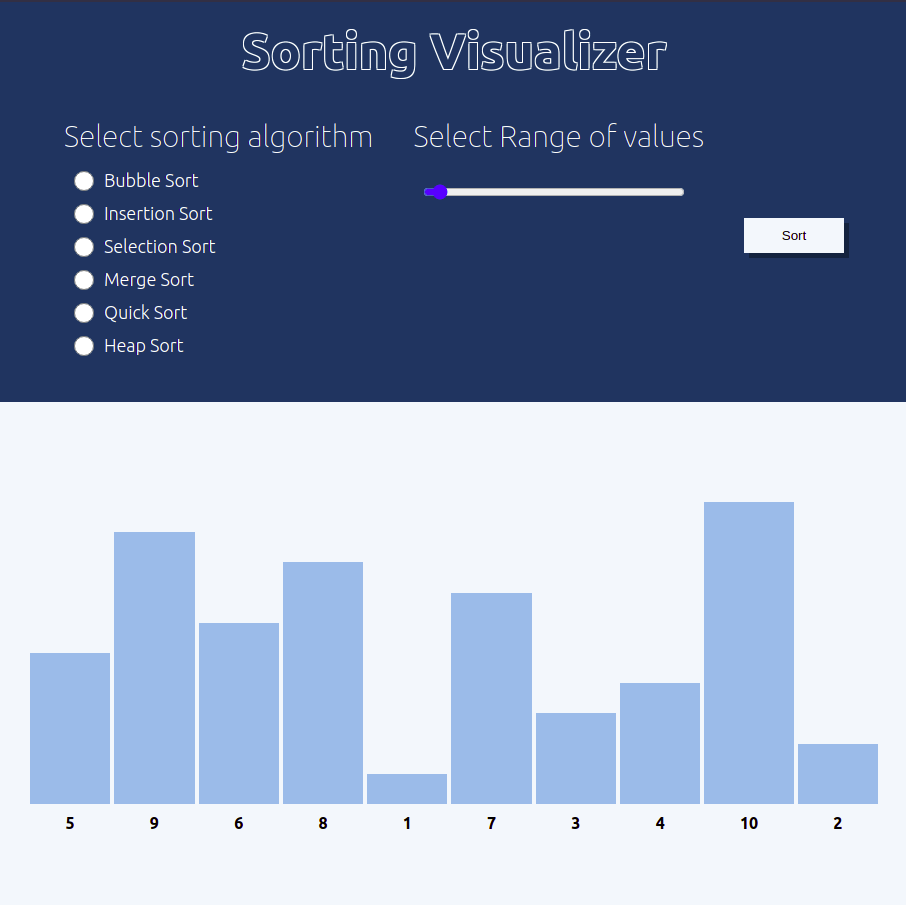 Sorting Visualizer
Select sorting algorithm
Bubble Sort
Insertion Sort
Selection Sort
Merge Sort
Quick Sort
Heap Sort
Select Range of values
Sort
5 9 6 8 1 7 3 4 10 2